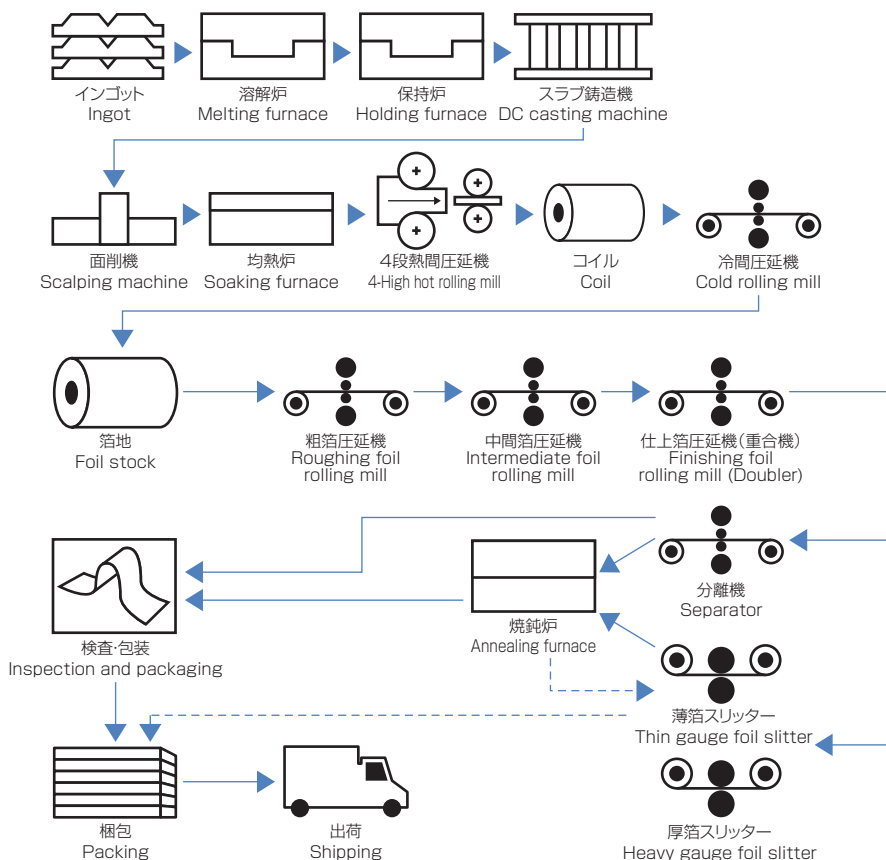 インゴット
Ingot
溶解炉
Melting furnace
保持炉
Holding furnace
スラブ鋳造機
DC casting machine
面削機
Scalping machine
均熱炉
Soaking furnace
4段熱間圧延機
4-High hot rolling mill
コイル
Coil
冷間圧延機
Cold rolling mill
箔地
Foil stock
粗箔圧延機
Roughing foil
rolling mill
中間箔圧延機
Intermediate foil
rolling mill
仕上箔圧延機(重合機)
Finishing foil
rolling mill (Doubler)
検査・包装
Inspection and packaging
焼鈍炉
Annealing furnace
分離機
Separator
薄箔スリッター
Thin gauge foil slitter
梱包
Packing
出荷
Shipping
厚箔スリッター
Heavy gauge foil slitter